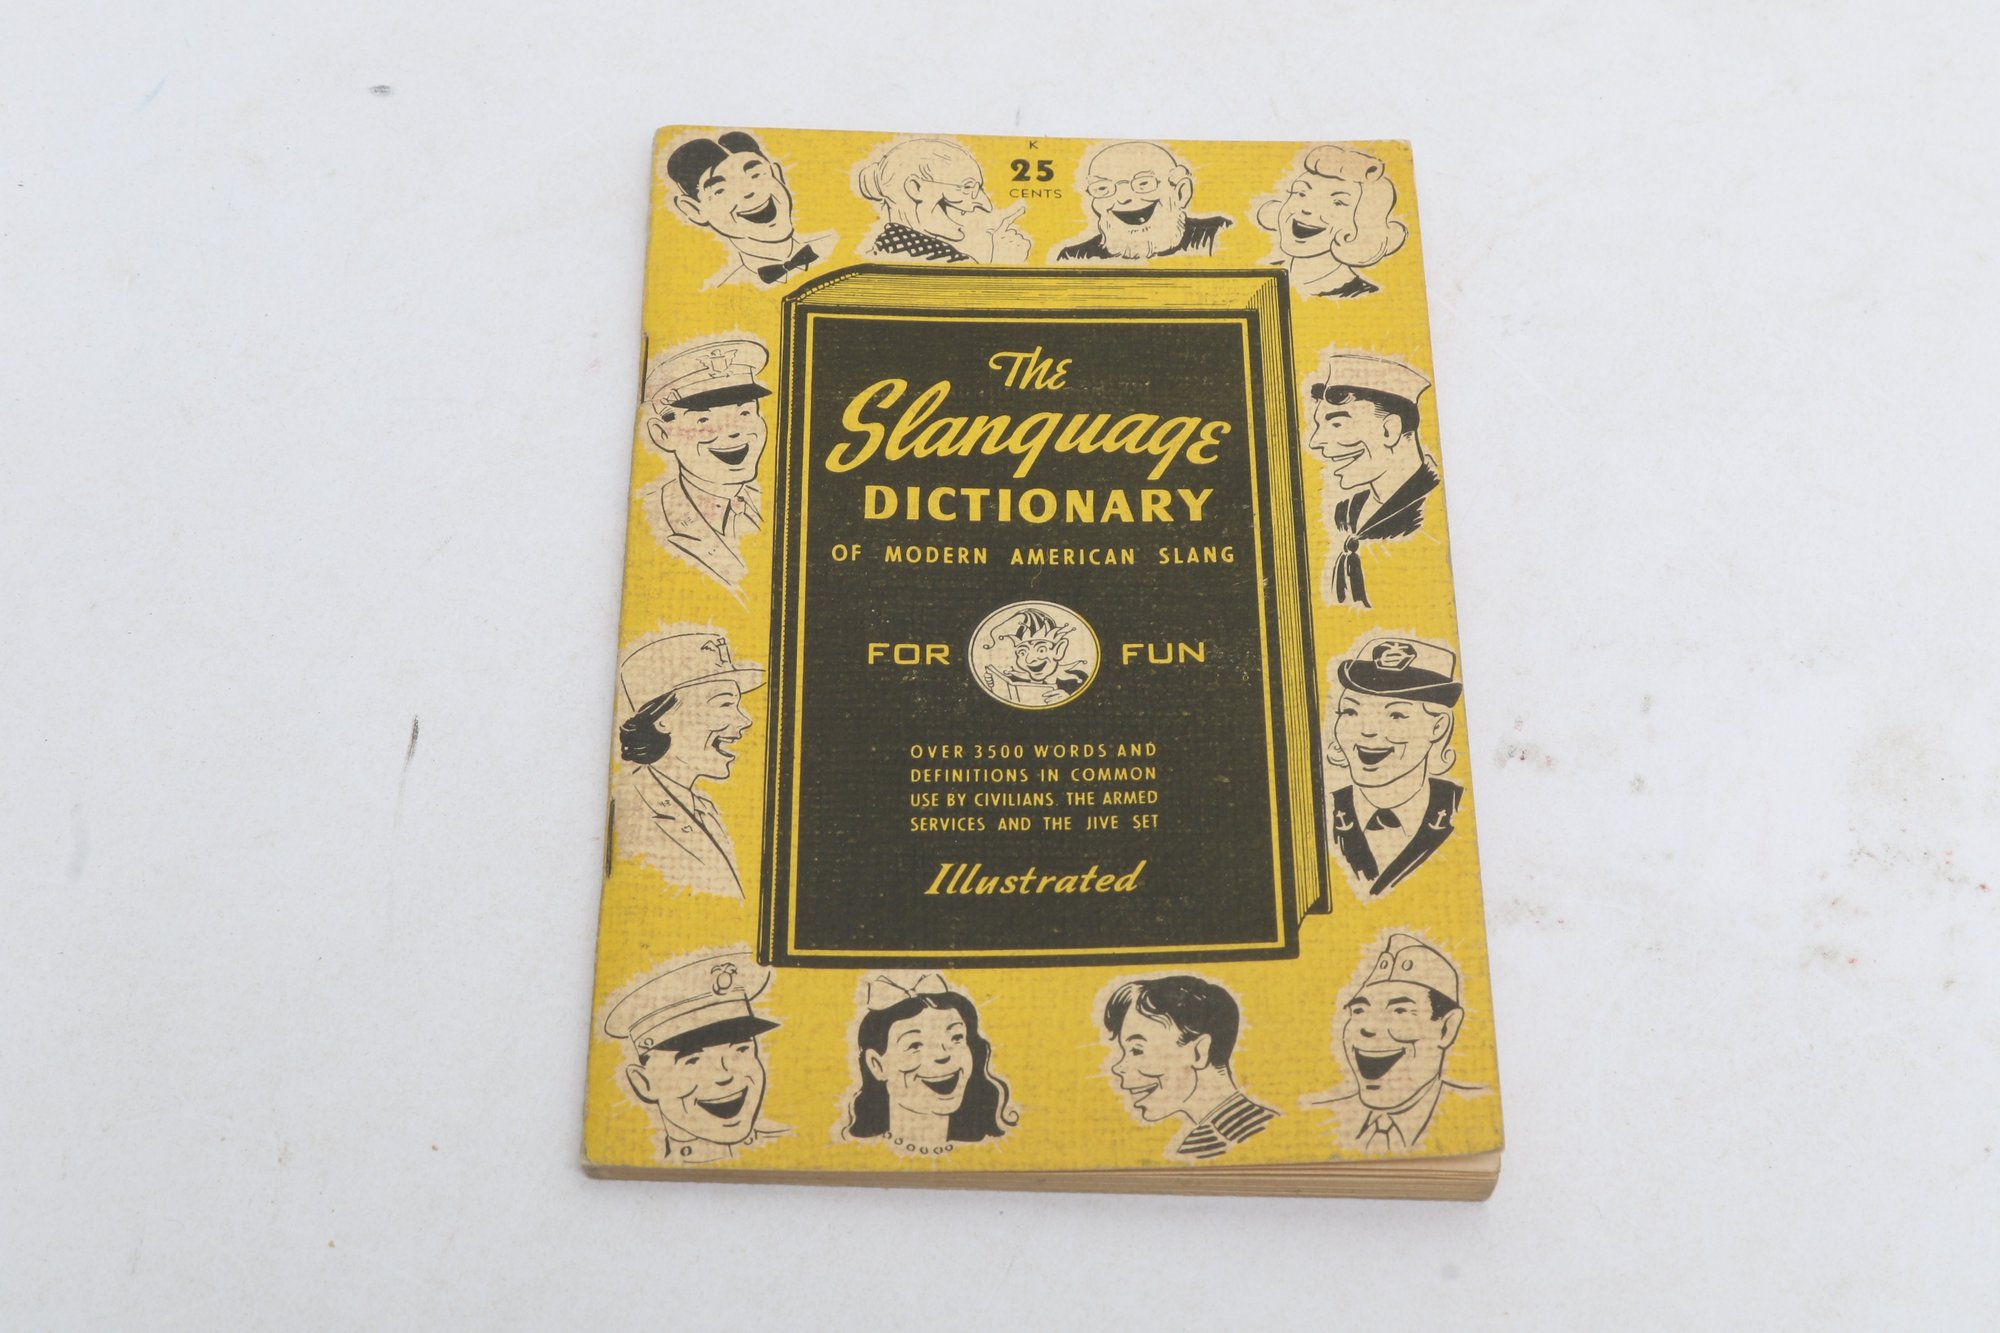 K
25
CENTS
The
Slanguage
DICTIONARY
OF MODERN AMERICAN SLANG
FOR FUN
OVER 3500 WORDS AND
DEFINITIONS IN COMMON
USE BY CIVILIANS, THE ARMED
SERVICES AND THE JIVE SET
Illustrated